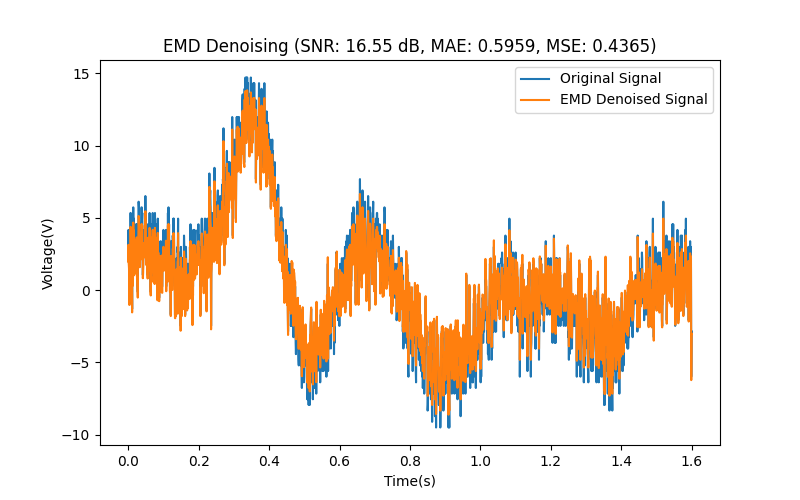 EMD Denoising (SNR: 16.55 dB, MAE: 0.5959, MSE: 0.4365)
Original Signal
EMD Denoised Signal
15
10
5
0
−5
−10
Voltage(V)
0.0 0.2 0.4 0.6 0.8 1.0 1.2 1.4 1.6
Time(s)